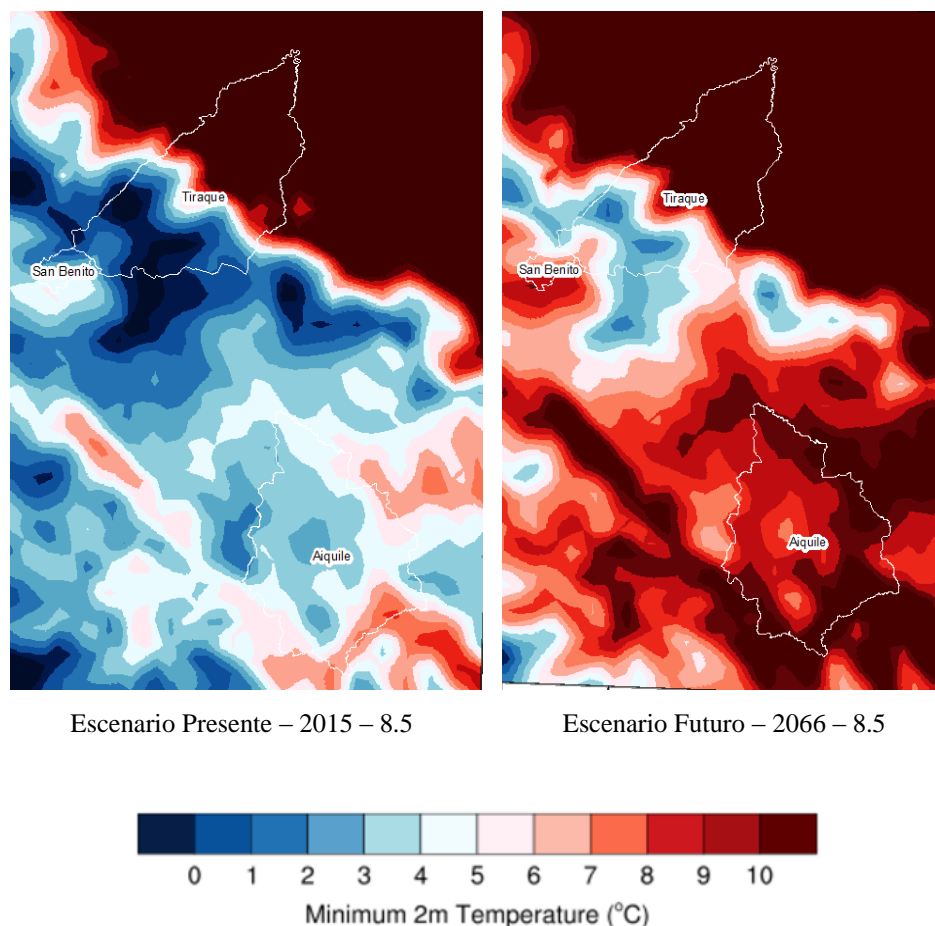 Tiraque
San Benito
Aiquile
Tiraque
San Benito
Aiquile
Escenario Presente – 2015 – 8.5
Escenario Futuro – 2066 – 8.5
0 1 2 3 4 5 6 7 8 9 10
Minimum 2m Temperature (°C)